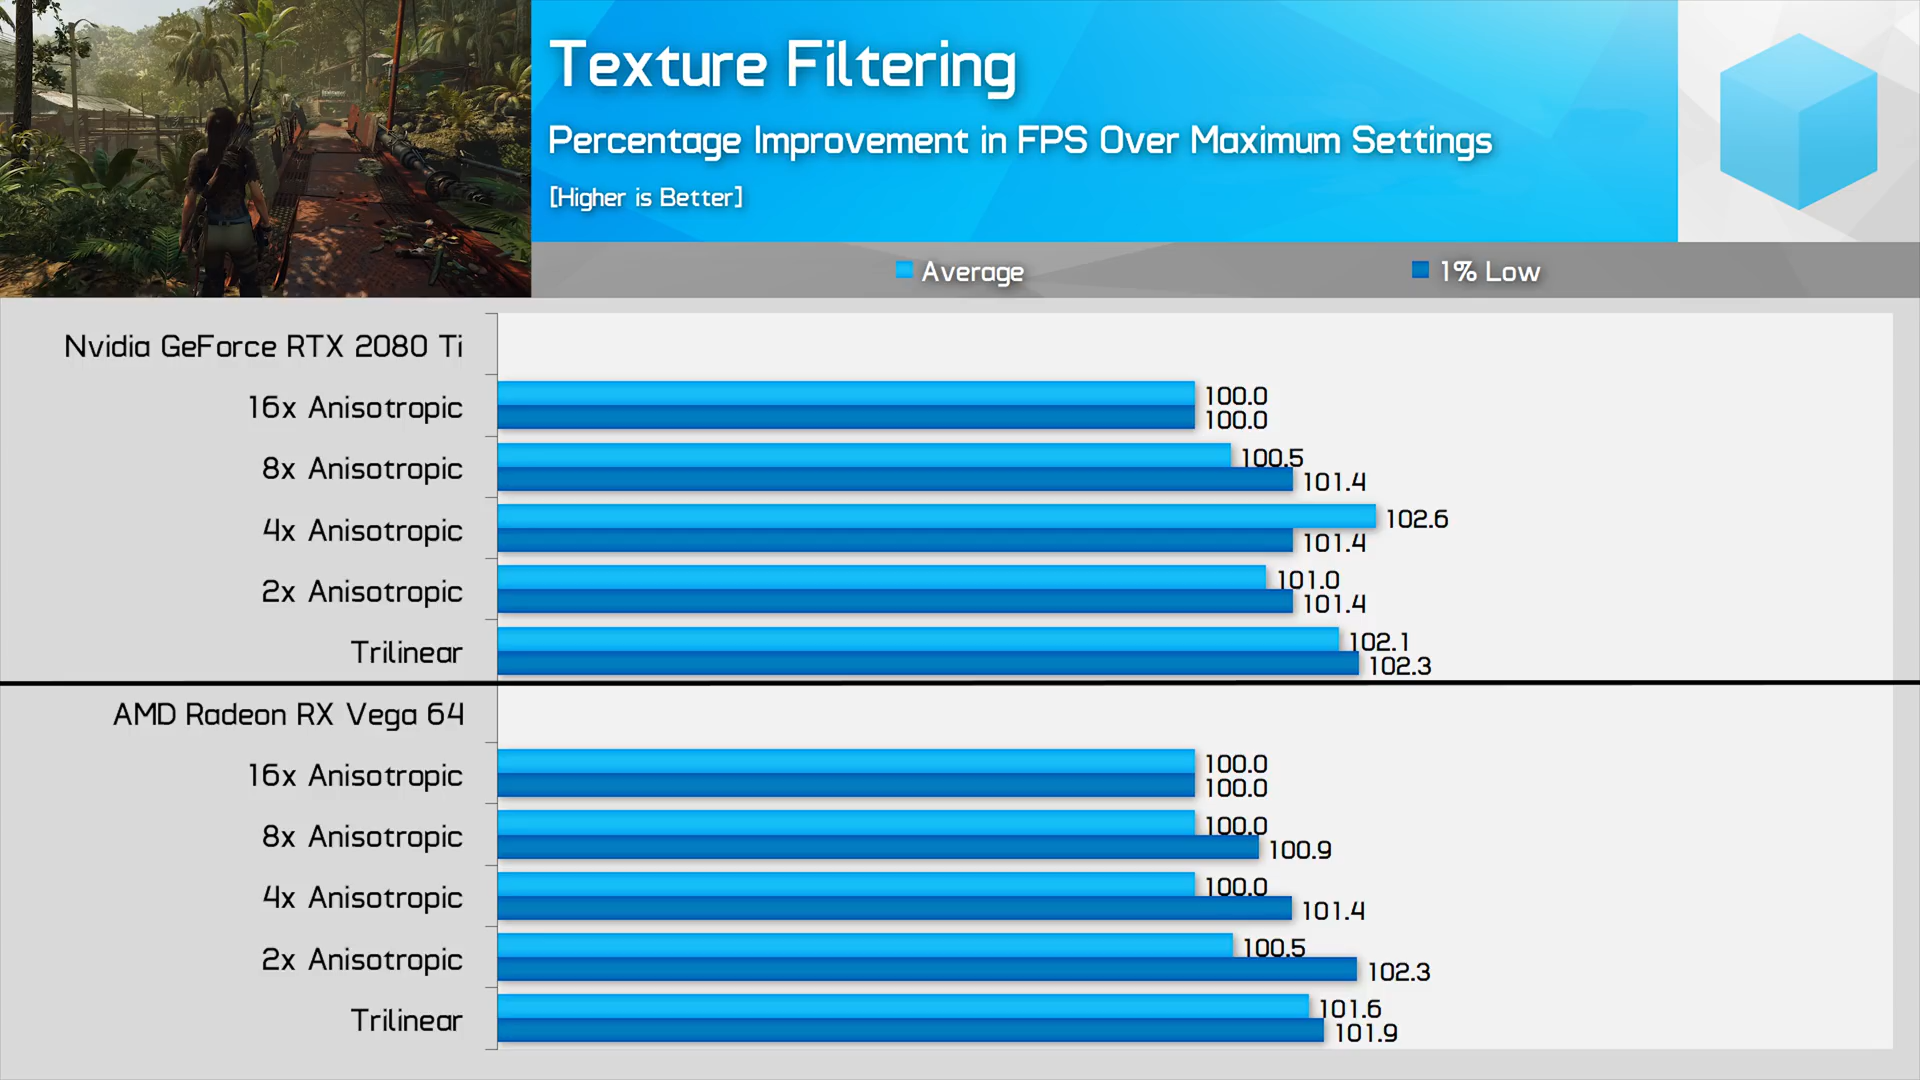 Texture Filtering
Percentage Improvement in FPS Over Maximum Settings
[Higher is Better]
Average
1% Low
Nvidia GeForce RTX 2080 Ti
16x Anisotropic
100.0
100.0
8x Anisotropic
100.5
101.4
4x Anisotropic
102.6
101.4
2x Anisotropic
101.0
101.4
Trilinear
102.1
102.3
AMD Radeon RX Vega 64
16x Anisotropic
100.0
100.0
8x Anisotropic
100.0
100.9
4x Anisotropic
100.0
101.4
2x Anisotropic
100.5
102.3
Trilinear
101.6
101.9